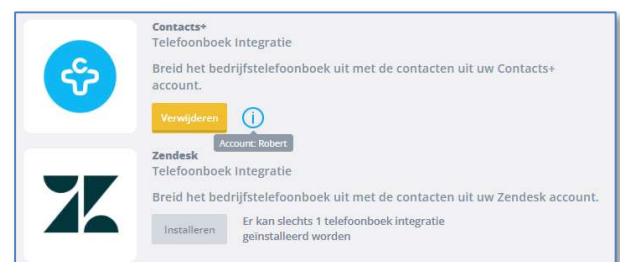 Contacts+
Telefoonboek Integratie
Breid het bedrijfstelefoonboek uit met de contacten uit uw Contacts+
account.
Verwijderen
Account: Robert
Zendesk
Telefoonboek Integratie
Breid het bedrijfstelefoonboek uit met de contacten uit uw Zendesk account.
Installeren
Er kan slechts 1 telefoonboek integratie
geïnstalleerd worden